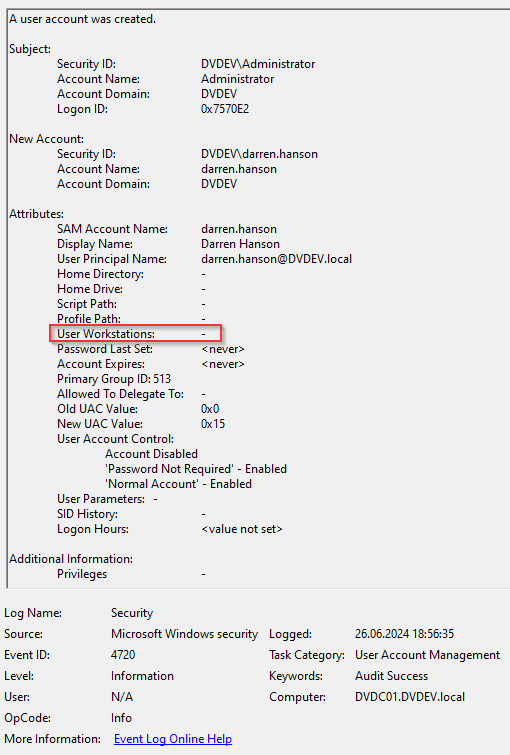 A user account was created.
Subject:
Security ID: DVDEV\Administrator
Account Name: Administrator
Account Domain: DVDEV
Logon ID: 0x7570E2
New Account:
Security ID: DVDEV\darren.hanson
Account Name: darren.hanson
Account Domain: DVDEV
Attributes:
SAM Account Name: darren.hanson
Display Name: Darren Hanson
User Principal Name: darren.hanson@DVDEV.local
Home Directory: -
Home Drive: -
Script Path: -
Profile Path: -
User Workstations: -
Password Last Set: <never>
Account Expires: <never>
Primary Group ID: 513
Allowed To Delegate To: -
Old UAC Value: 0x0
New UAC Value: 0x15
User Account Control:
Account Disabled
'Password Not Required' - Enabled
'Normal Account' - Enabled
User Parameters: -
SID History: -
Logon Hours: <value not set>
Additional Information:
Privileges -
Log Name: Security
Source: Microsoft Windows security Logged: 26.06.2024 18:56:35
Event ID: 4720 Task Category: User Account Management
Level: Information Keywords: Audit Success
User: N/A Computer: DVDC01.DVDEV.local
OpCode: Info
More Information: Event Log Online Help